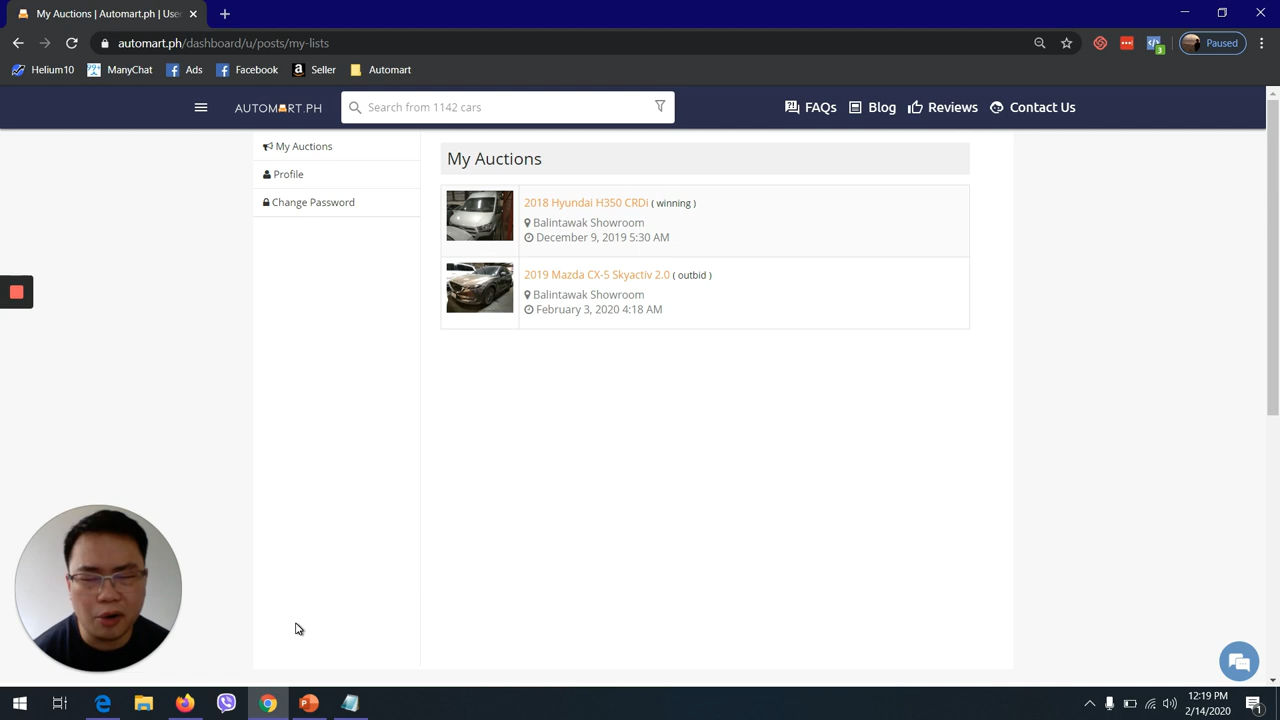 My Auctions | Use
automart.ph/dashboard/u/posts/my-lists
Paused
3
Helium10
99+
ManyChat
Ads
Facebook
Seller
Automart
AUTOMART.PH
Search from 1142 cars
FAQs
Blog
Reviews
Contact Us
My Auctions
Profile
Change Password
My Auctions
2018 Hyundai H350 CRDi ( winning )
Balintawak Showroom
December 9, 2019 5:30 AM
2019 Mazda CX-5 Skyactiv 2.0 ( outbid )
Balintawak Showroom
February 3, 2020 4:18 AM
12:19 PM
2/14/2020
1